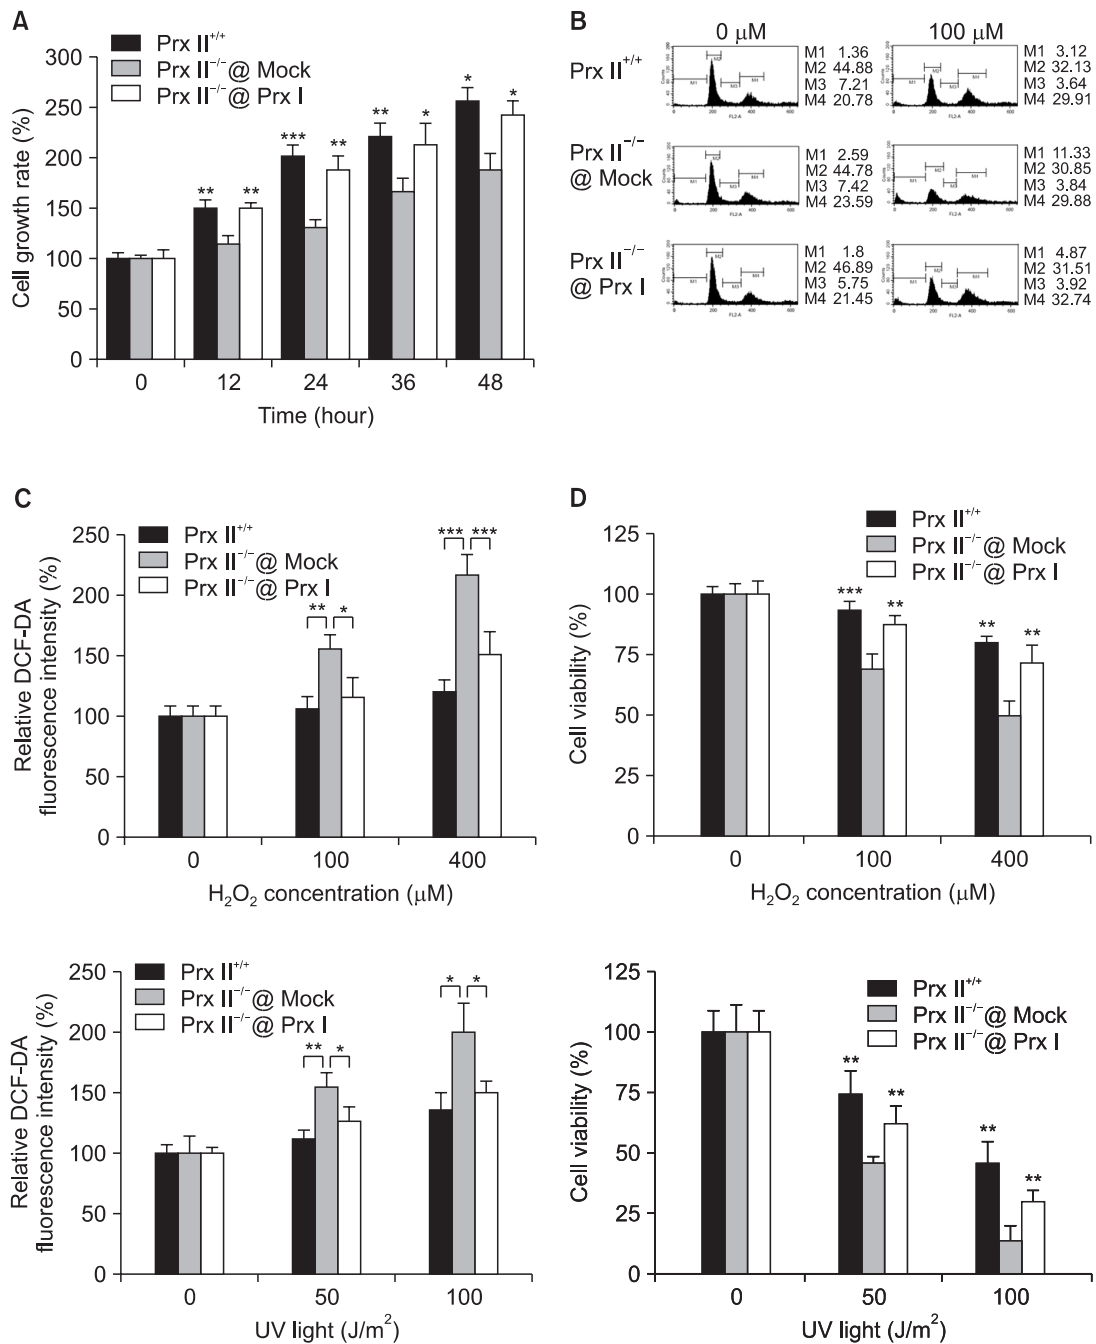 A
Prx II+/+
Prx II−/−@ Mock
Prx II−/−@ Prx I
Cell growth rate (%)
300
250
200
150
100
50
0
** **
*** **
** *
* *
0 12 24 36 48
Time (hour)
B
0 μM 100 μM
Prx II+/+
M1 1.36
M2 44.88
M3 7.21
M4 20.78
M1 3.12
M2 32.13
M3 3.64
M4 29.91
Prx II−/−
@ Mock
M1 2.59
M2 44.78
M3 7.42
M4 23.59
M1 11.33
M2 30.85
M3 3.84
M4 29.88
Prx II−/−
@ Prx I
M1 1.8
M2 46.89
M3 5.75
M4 21.45
M1 4.87
M2 31.51
M3 3.92
M4 32.74
C
Prx II+/+
Prx II−/−@ Mock
Prx II−/−@ Prx I
Relative DCF-DA
fluorescence intensity (%)
250
200
150
100
50
0
** *
*** ***
0 100 400
H2O2 concentration (μM)
D
Prx II+/+
Prx II−/−@ Mock
Prx II−/−@ Prx I
Cell viability (%)
125
100
75
50
25
0
*** **
** **
0 100 400
H2O2 concentration (μM)
Prx II+/+
Prx II−/−@ Mock
Prx II−/−@ Prx I
Relative DCF-DA
fluorescence intensity (%)
250
200
150
100
50
0
** *
* *
0 50 100
UV light (J/m2)
Prx II+/+
Prx II−/−@ Mock
Prx II−/−@ Prx I
Cell viability (%)
125
100
75
50
25
0
** **
** **
0 50 100
UV light (J/m2)